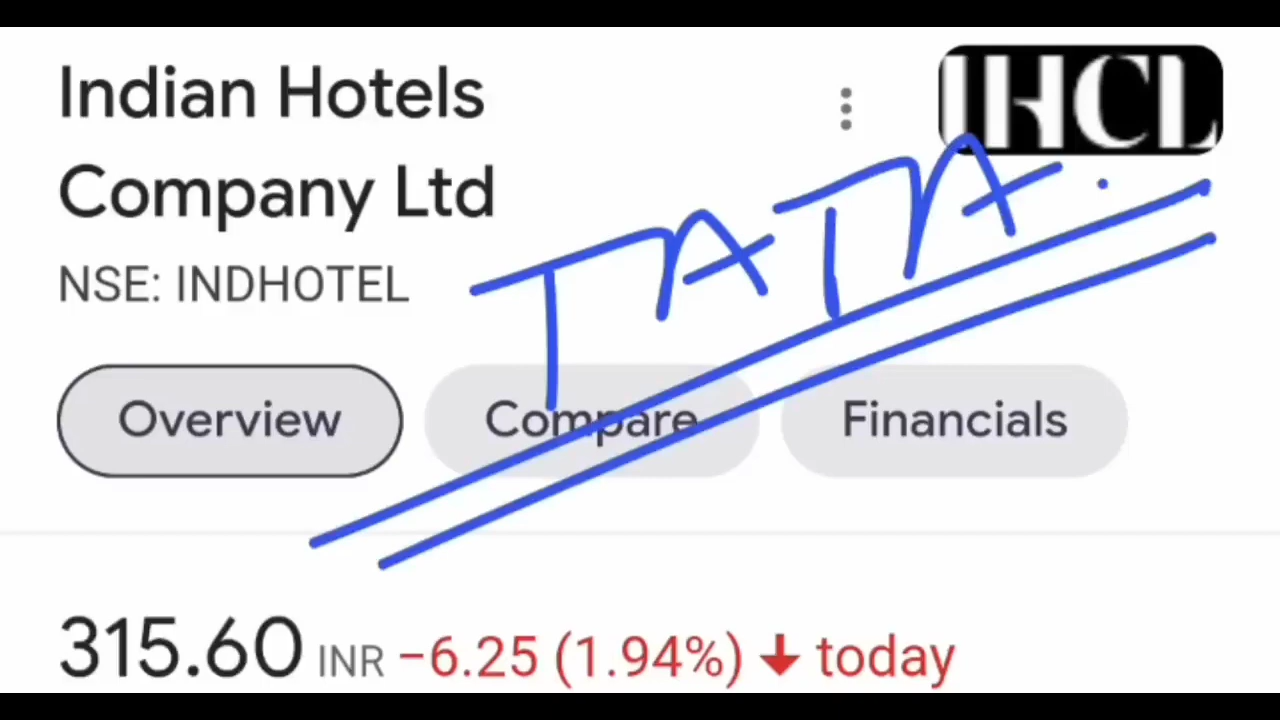 Indian Hotels
Company Ltd
IHCL
NSE: INDHOTEL
TATA.
Overview
Compare
Financials
315.60 INR −6.25 (1.94%) ↓ today